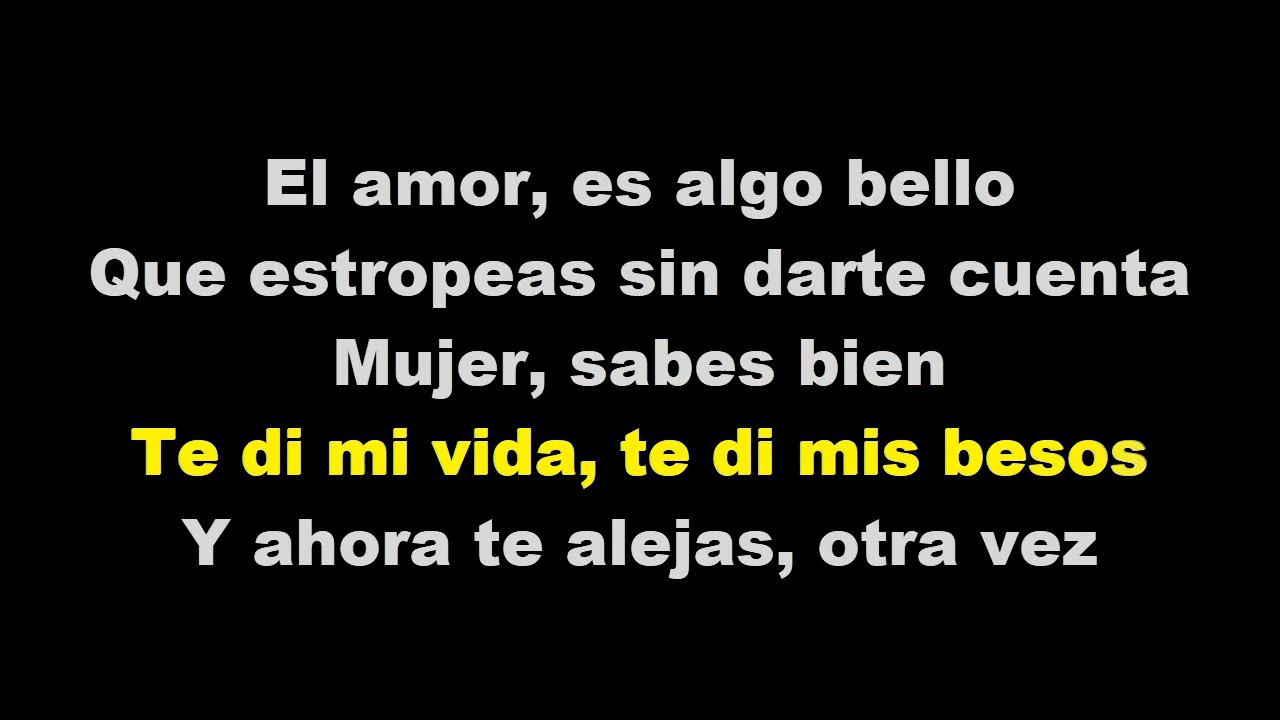 El amor, es algo bello
Que estropeas sin darte cuenta
Mujer, sabes bien
Te di mi vida, te di mis besos
Y ahora te alejas, otra vez